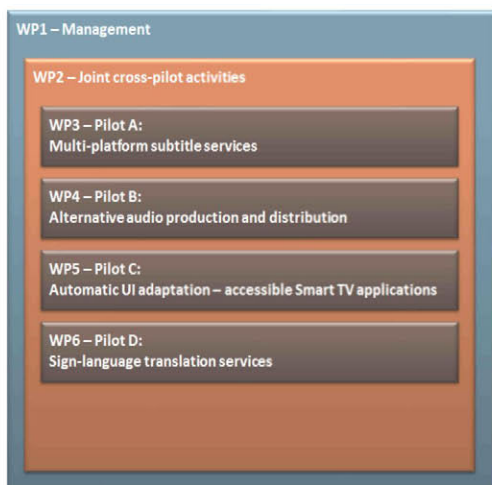 WP1 – Management
WP2 – Joint cross-pilot activities
WP3 – Pilot A:
Multi-platform subtitle services
WP4 – Pilot B:
Alternative audio production and distribution
WP5 – Pilot C:
Automatic UI adaptation – accessible Smart TV applications
WP6 – Pilot D:
Sign-language translation services